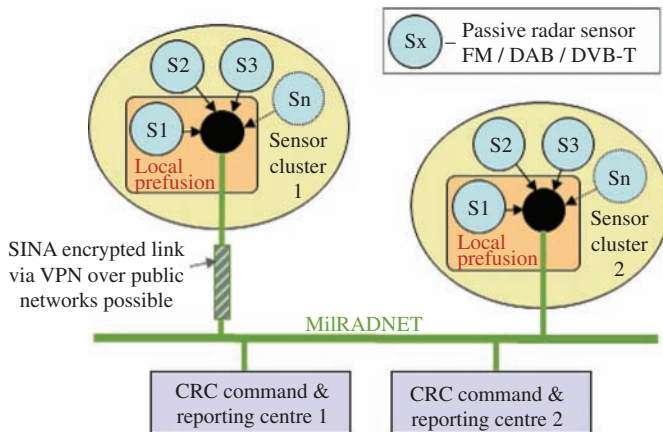 Sx
– Passive radar sensor
FM / DAB / DVB-T
S2
S3
S1
Sn
Local
prefusion
Sensor
cluster
1
S2
S3
S1
Sn
Local
prefusion
Sensor
cluster
2
SINA encrypted link
via VPN over public
networks possible
MilRADNET
CRC command &
reporting centre 1
CRC command &
reporting centre 2